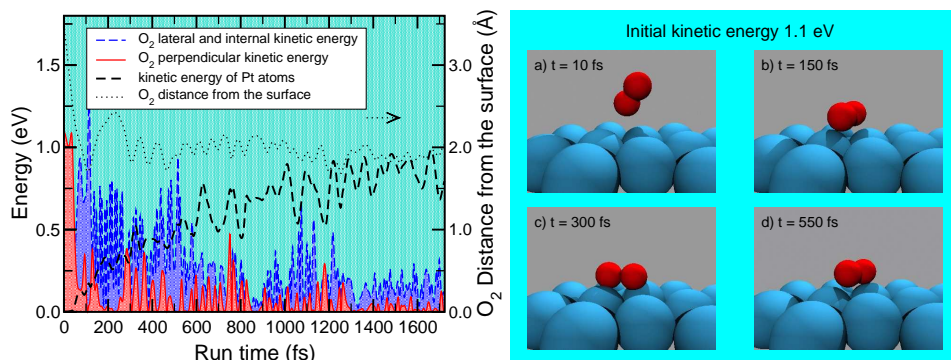 O2 lateral and internal kinetic energy
O2 perpendicular kinetic energy
kinetic energy of Pt atoms
O2 distance from the surface
Energy (eV)
1.5
1.0
0.5
0.0
0 200 400 600 800 1000 1200 1400 1600
Run time (fs)
3.0
2.0
1.0
0.0
O2 Distance from the surface (Å)
Initial kinetic energy 1.1 eV
a) t = 10 fs
b) t = 150 fs
c) t = 300 fs
d) t = 550 fs